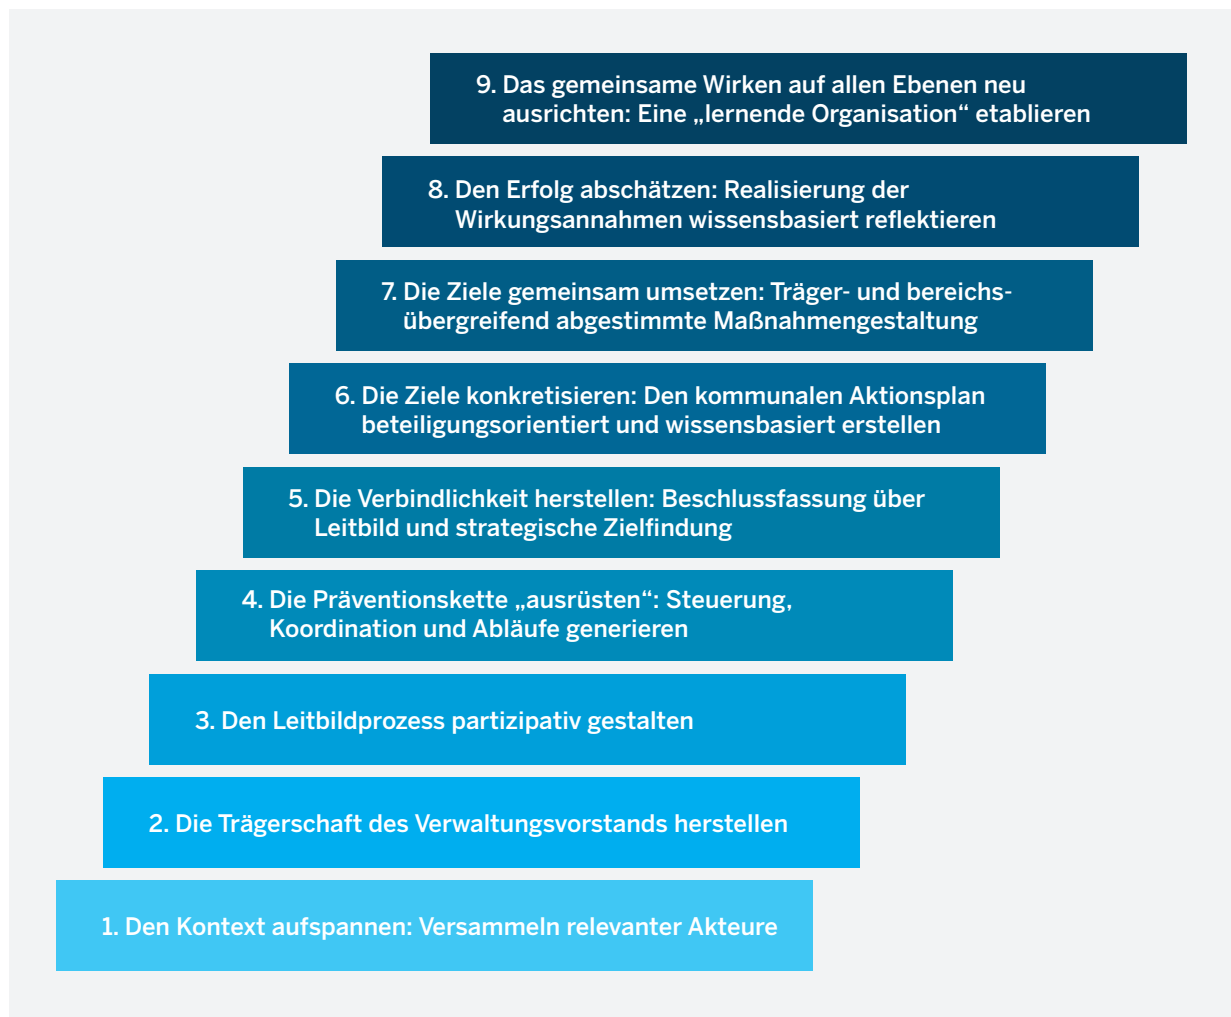 9. Das gemeinsame Wirken auf allen Ebenen neu
ausrichten: Eine „lernende Organisation“ etablieren
8. Den Erfolg abschätzen: Realisierung der
Wirkungsannahmen wissensbasiert reflektieren
7. Die Ziele gemeinsam umsetzen: Träger- und bereichs-
übergreifend abgestimmte Maßnahmengestaltung
6. Die Ziele konkretisieren: Den kommunalen Aktionsplan
beteiligungsorientiert und wissensbasiert erstellen
5. Die Verbindlichkeit herstellen: Beschlussfassung über
Leitbild und strategische Zielfindung
4. Die Präventionskette „ausrüsten“: Steuerung,
Koordination und Abläufe generieren
3. Den Leitbildprozess partizipativ gestalten
2. Die Trägerschaft des Verwaltungsvorstands herstellen
1. Den Kontext aufspannen: Versammeln relevanter Akteure